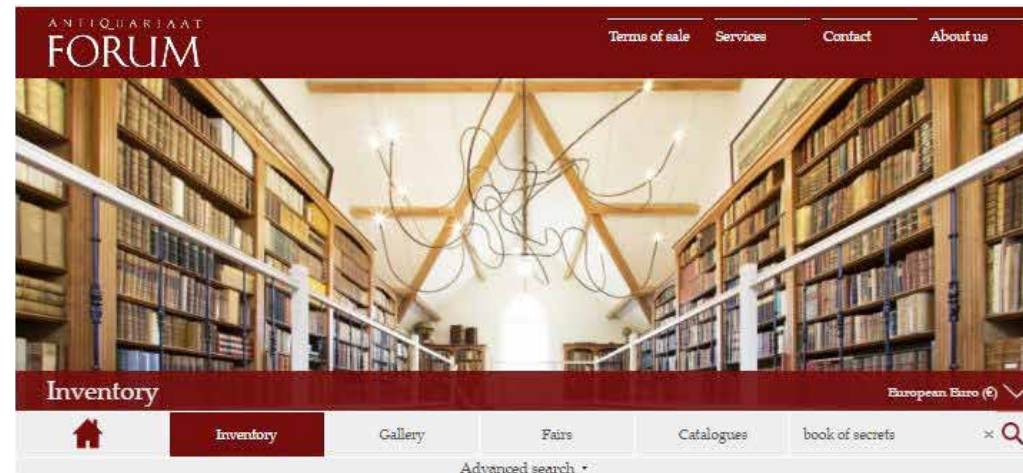 ANTIQUARIAAT
FORUM
Terms of sale Services Contact About us
Inventory
European Euro (€)
Inventory Gallery Fairs Catalogues book of secrets ×
Advanced search